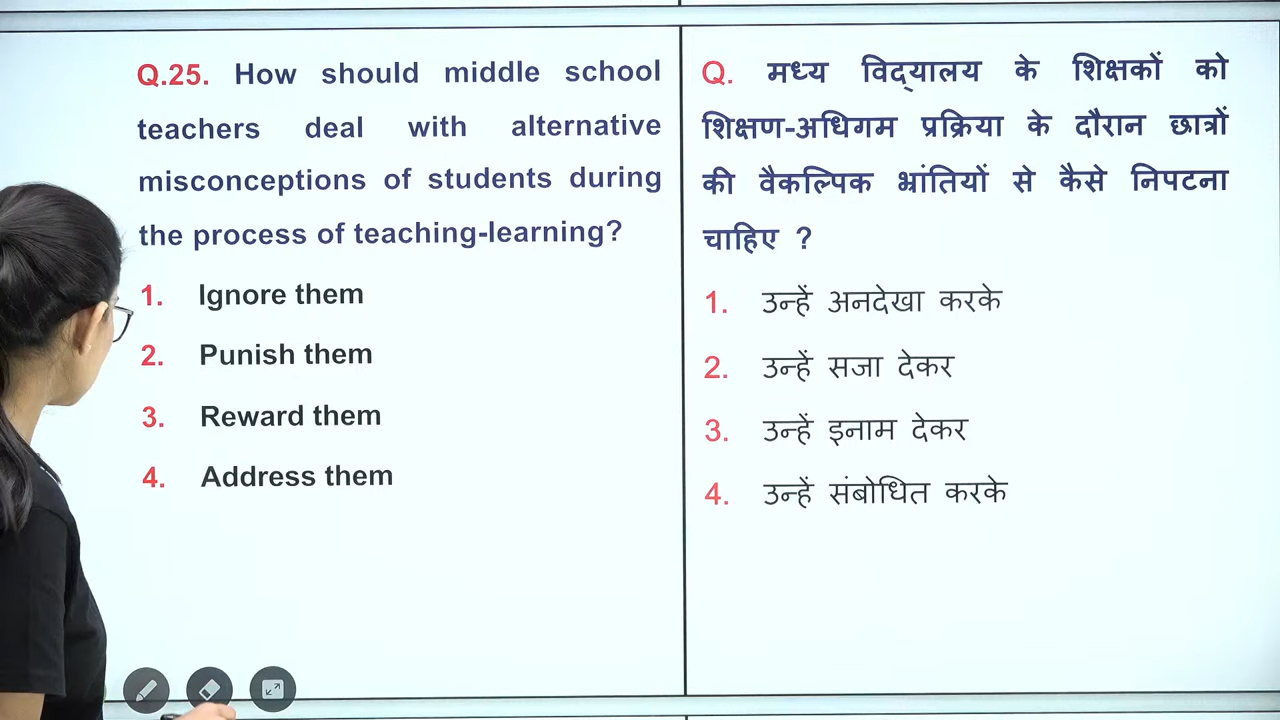 Q.25. How should middle school
teachers deal with alternative
misconceptions of students during
the process of teaching-learning?
1. Ignore them
2. Punish them
3. Reward them
4. Address them
Q. मध्य विद्यालय के शिक्षकों को
शिक्षण-अधिगम प्रक्रिया के दौरान छात्रों
की वैकल्पिक भ्रांतियों से कैसे निपटना
चाहिए ?
1. उन्हें अनदेखा करके
2. उन्हें सजा देकर
3. उन्हें इनाम देकर
4. उन्हें संबोधित करके